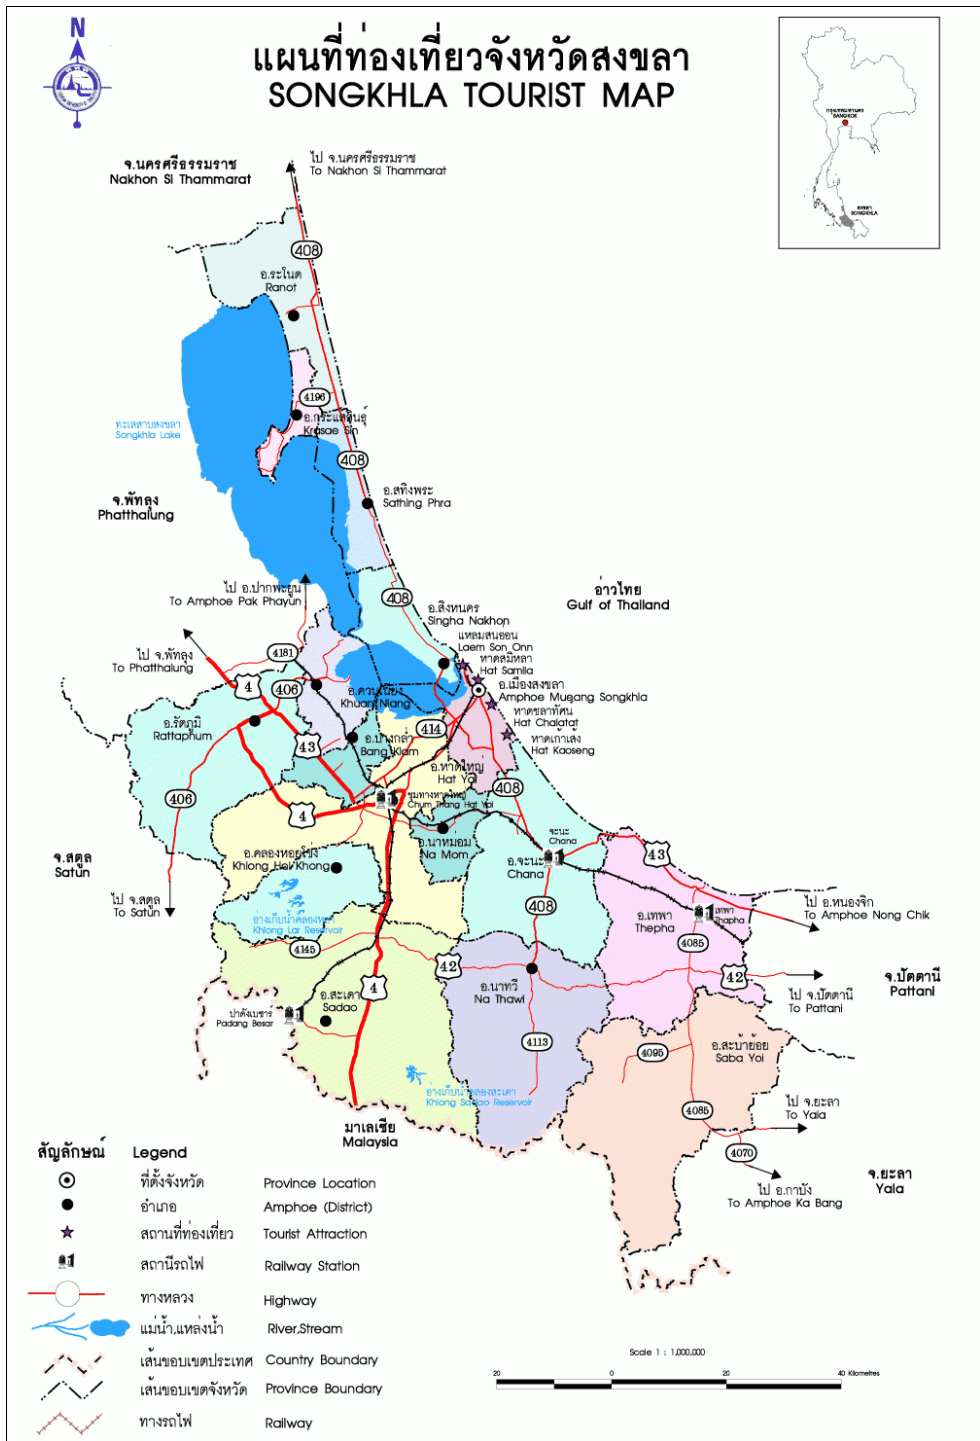 N
แผนที่ท่องเที่ยวจังหวัดสงขลา
SONGKHLA TOURIST MAP
กรุงเทพมหานคร
BANGKOK
สงขลา
SONGKHLA
จ.นครศรีธรรมราช
Nakhon Si Thammarat
ไป จ.นครศรีธรรมราช
To Nakhon Si Thammarat
408
อ.ระโนด
Ranot
4196
อ.กระแสสินธุ์
Krasae Sin
ทะเลสาบสงขลา
Songkhla Lake
408
อ.สทิงพระ
Sathing Phra
จ.พัทลุง
Phatthalung
ไป อ.ปากพะยูน
To Amphoe Pak Phayun
408
อ่าวไทย
Gulf of Thailand
อ.สิงหนคร
Singha Nakhon
แหลมสนออน
Laem Son Onn
หาดสมิหลา
Hat Samila
ไป จ.พัทลุง
To Phatthalung
4181
4
406
อ.ควนเนียง
Khuan Niang
อ.เมืองสงขลา
Amphoe Mueang Songkhla
หาดชลาทัศน์
Hat Chalatat
หาดเก้าเส้ง
Hat Kaoseng
อ.รัตภูมิ
Rattaphum
43
อ.บางกล่ำ
Bang Klam
414
อ.หาดใหญ่
Hat Yai
406
4
ชุมทางหาดใหญ่
Chum Thang Hat Yai
408
อ.นาหม่อม
Na Mom
จะนะ
Chana
อ.จะนะ
Chana
43
จ.สตูล
Satun
อ.คลองหอยโข่ง
Khlong Hoi Khong
ไป จ.สตูล
To Satun
อ่างเก็บน้ำคลองหลา
Khlong Lar Reservoir
408
อ.เทพา
Thepha
เทพา
Thapha
ไป อ.หนองจิก
To Amphoe Nong Chik
4145
42
4085
42
จ.ปัตตานี
Pattani
ไป จ.ปัตตานี
To Pattani
4
อ.สะเดา
Sadao
ปาดังเบซาร์
Padang Besar
อ.นาทวี
Na Thawi
4113
4095
อ.สะบ้าย้อย
Saba Yoi
อ่างเก็บน้ำคลองสะเดา
Khlong Sadao Reservoir
4085
ไป จ.ยะลา
To Yala
มาเลเซีย
Malaysia
4070
จ.ยะลา
Yala
ไป อ.กาบัง
To Amphoe Ka Bang
สัญลักษณ์ Legend
ที่ตั้งจังหวัด Province Location
อำเภอ Amphoe (District)
สถานที่ท่องเที่ยว Tourist Attraction
สถานีรถไฟ Railway Station
ทางหลวง Highway
แม่น้ำ,แหล่งน้ำ River,Stream
เส้นขอบเขตประเทศ Country Boundary
เส้นขอบเขตจังหวัด Province Boundary
ทางรถไฟ Railway
Scale 1 : 1,000,000
20 0 20 40 Kilometres